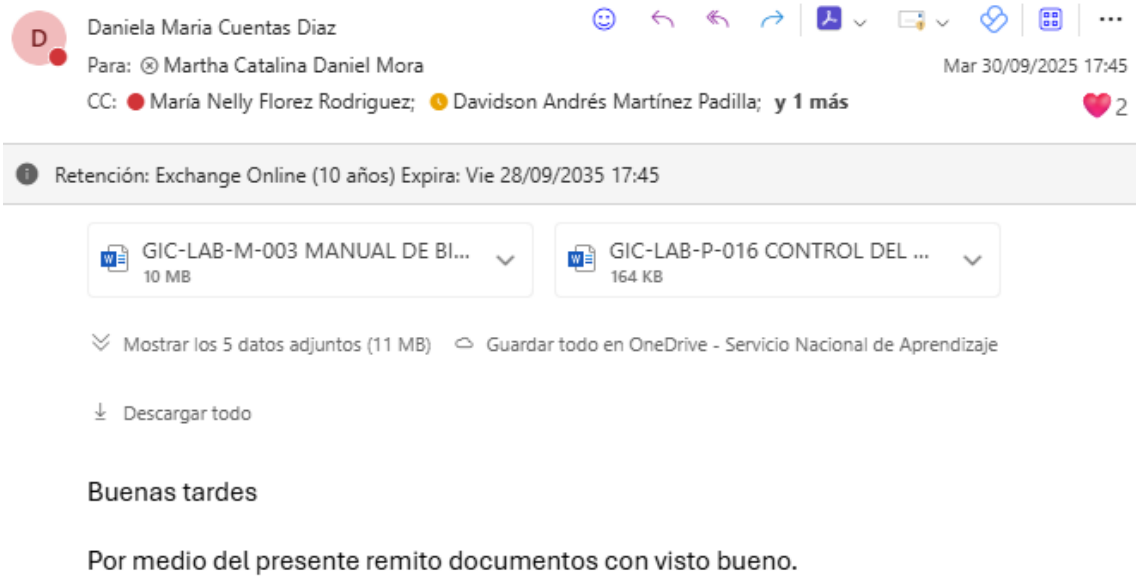 D
Daniela Maria Cuentas Diaz
Para: Martha Catalina Daniel Mora
Mar 30/09/2025 17:45
CC: María Nelly Florez Rodriguez; Davidson Andrés Martínez Padilla; y 1 más
2
Retención: Exchange Online (10 años) Expira: Vie 28/09/2035 17:45
GIC-LAB-M-003 MANUAL DE BI...
10 MB
GIC-LAB-P-016 CONTROL DEL ...
164 KB
Mostrar los 5 datos adjuntos (11 MB) Guardar todo en OneDrive - Servicio Nacional de Aprendizaje
Descargar todo
Buenas tardes
Por medio del presente remito documentos con visto bueno.